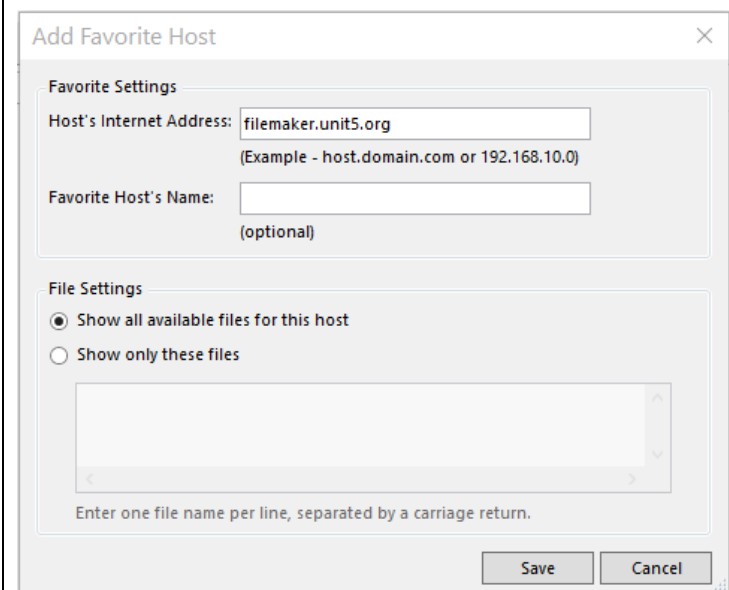 Add Favorite Host
Favorite Settings
Host's Internet Address: filemaker.unit5.org
(Example - host.domain.com or 192.168.10.0)
Favorite Host's Name:
(optional)
File Settings
Show all available files for this host
Show only these files
Enter one file name per line, separated by a carriage return.
Save Cancel